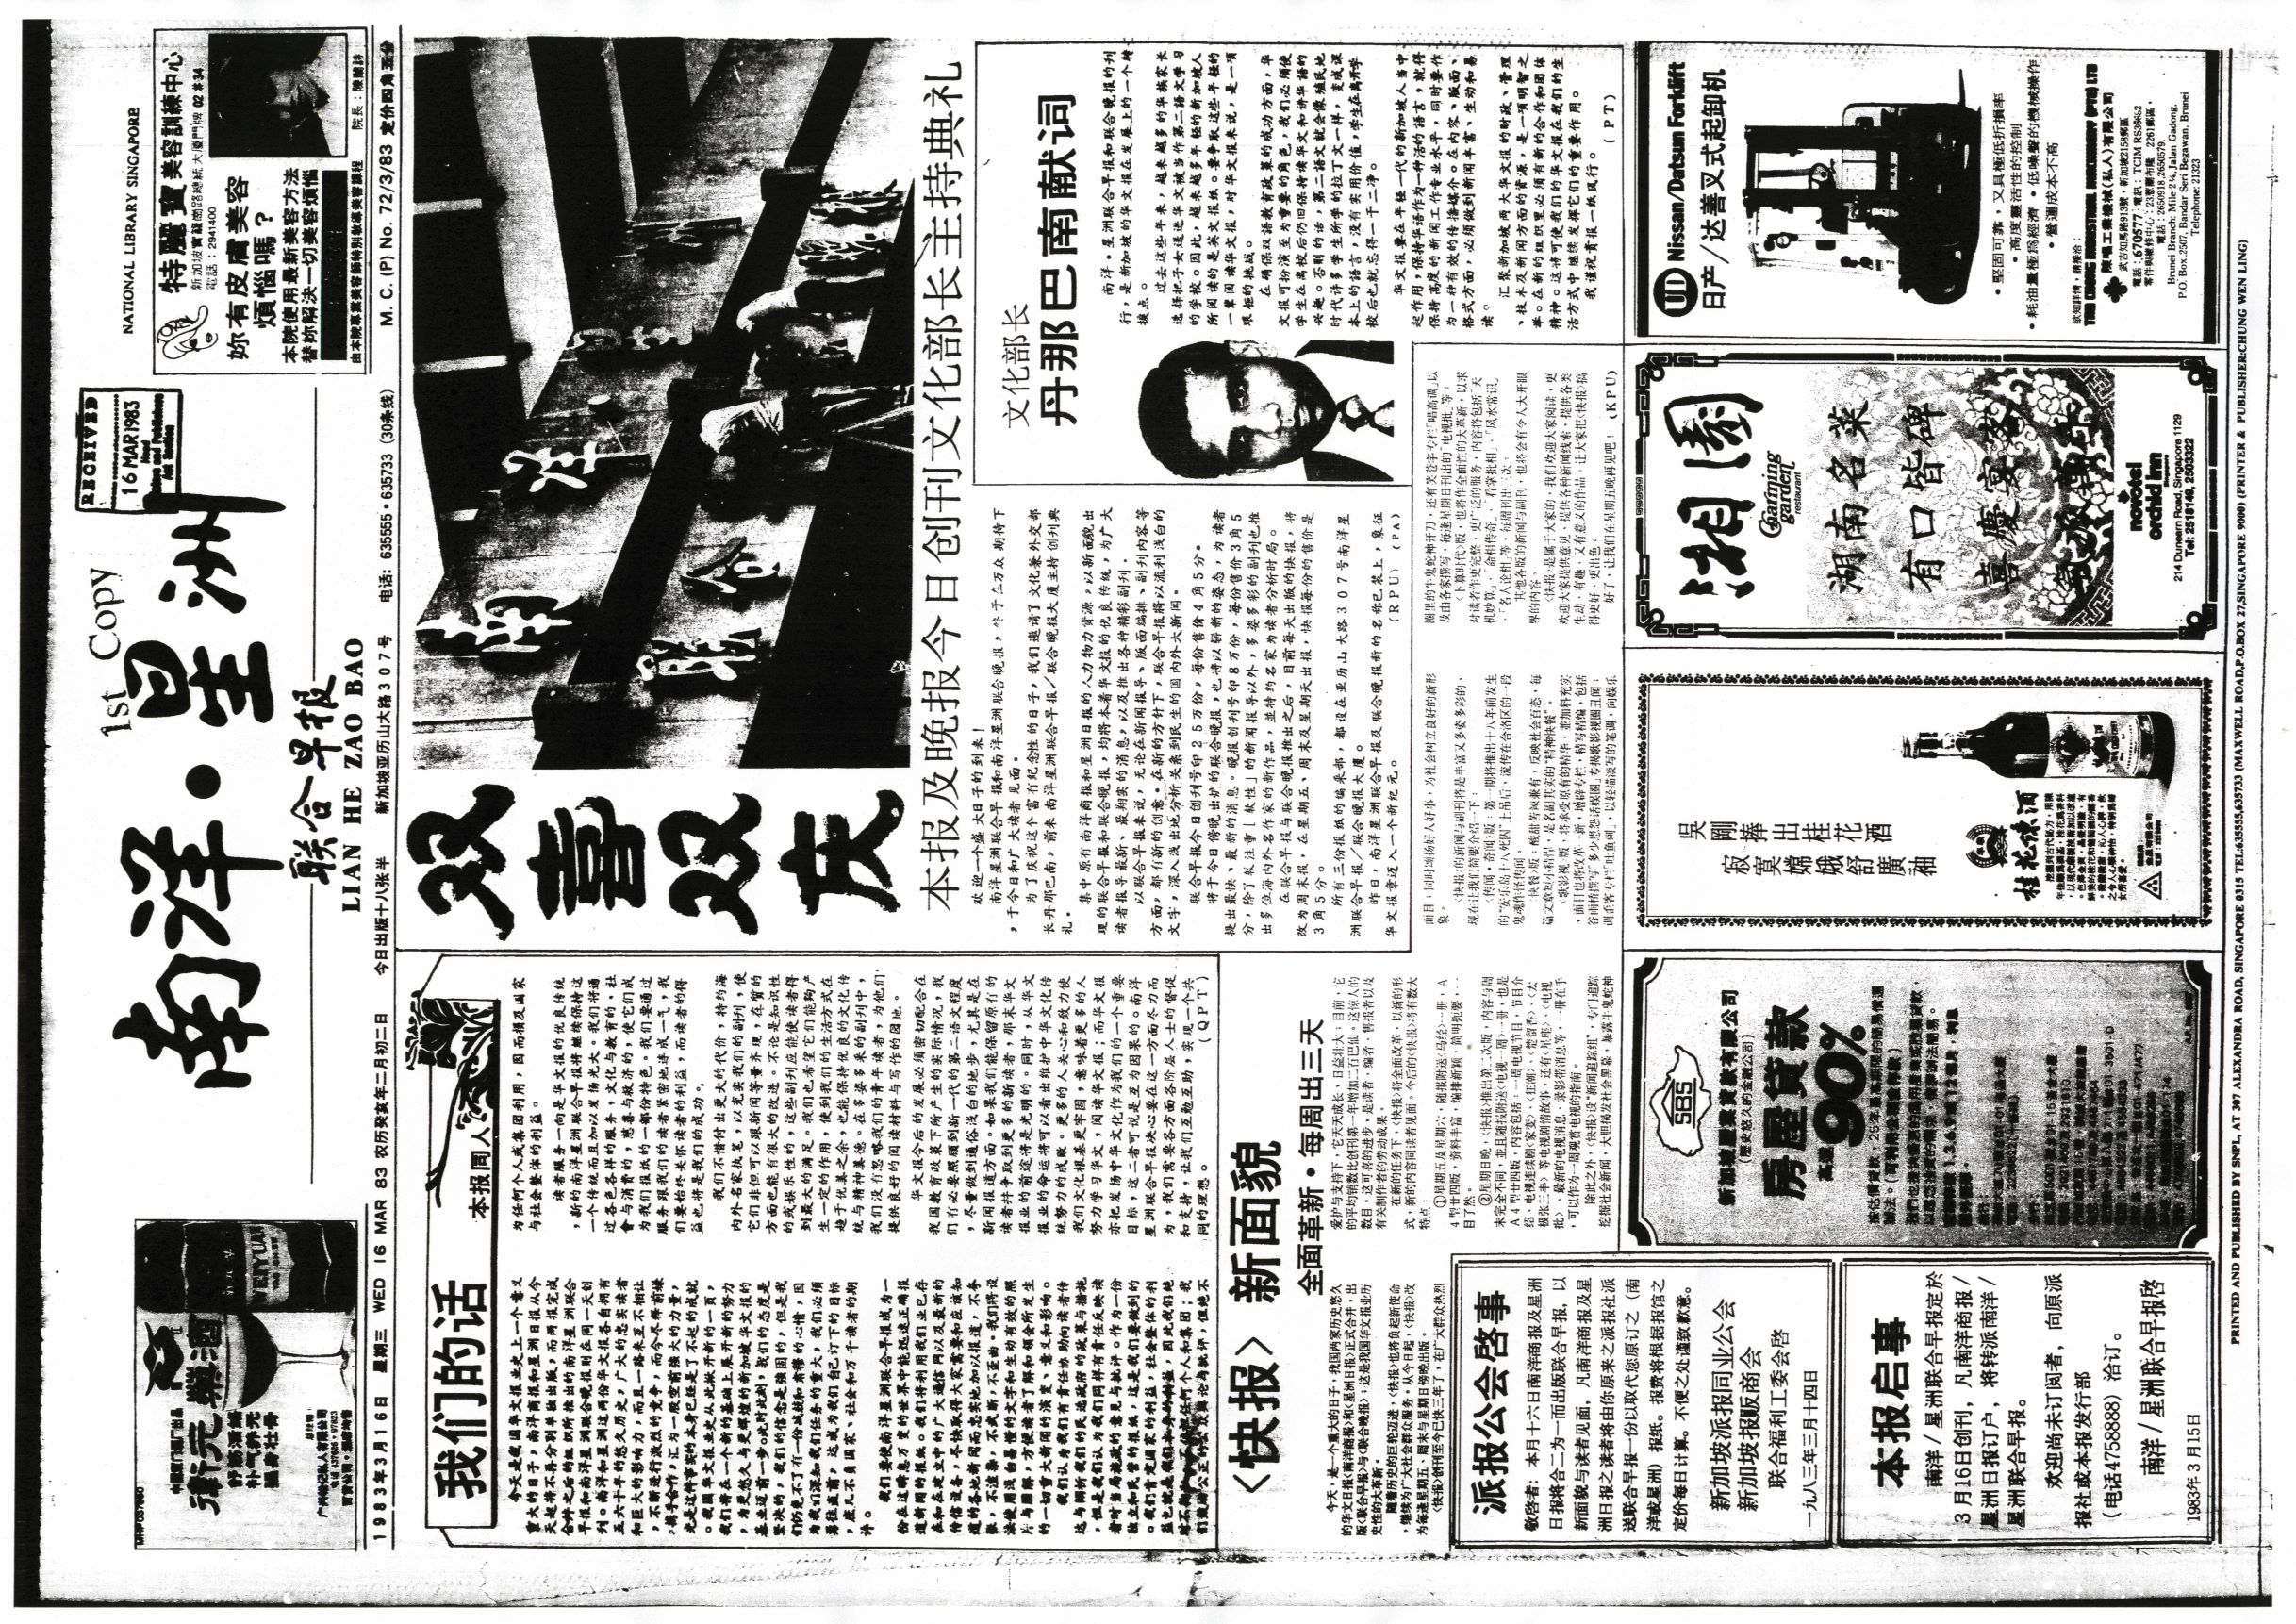 1st Copy
RECEIVED
16 MAR 1983
NATIONAL LIBRARY SINGAPORE
中國厦门酒厂出品
衛元藥酒
舒筋活絡
补气养元
强身壮骨
WEIYUAN
南洋·星洲
联合早报
LIAN HE ZAO BAO
特麗寶美容訓練中心
電話：2941400
妳有皮膚美容
煩惱嗎？
本院使用最新美容方法
替妳解決一切美容煩惱
由本院專業美容師特別教導美容課程
1983年3月16日 星期三 WED 16 MAR 83 农历癸亥年二月初二日 今日出版十八张半 新加坡亚历山大路307号 电话: 635555·635733 (30条线) M. C. (P) No. 72/3/83 定价四角五分
我们的话
本报同人
今天是我国华文报业史上一个意义
重大的日子，南洋商报和星洲日报从今
天起将不再分别单独出版，而两报完成
合并之后的组织所推出的南洋星洲联合
早报和南洋星洲联合晚报则在同一天创
刊。南洋和星洲这两份华文报各自拥有
五六十年的悠久历史，广大的忠实读者
和巨大的影响力，而且一路来互不相让
，不断进行激烈的竞争，而今尽释前嫌
，携手合作，汇为一股空前强大的力量，
光是这件事实的本身已经是了不起的成就
。我国华文报业史从此掀开新的一頁，
我们将在一个新的基础上展开新的努力
，为更悠久与更辉煌的新加坡华文报的
基业迈前一步。此时此刻，我们的态度是
坚决的，我们的信念是强固的，但是我
们仍免不了有一份战兢和肃穆的心情，因
为我们深知我们任务的重大，我们必须
勇往直前，达成为我们自己订下的目标
，庶几不负国家、社会和万千读者的期
许。
我们要使南洋星洲联合早报成为一
份在这瞬息万变的世界中能迅速正确报
道新闻的报纸。我们将利用我们业已存
在和在建立中的广大通信网以及最新的
传信设备，尽快取得大家需要和应该知
道的各地新闻而忠实地加以报道，不夸
张，不渲染，不武断，不歪曲。我们将设
法使用浅白易懂的文字和生动有效的照
片与图解，方便读者了解和领会所发生
的一切重大新闻的演变、意义和影响。
我们认为我们有责任协助向读者传
达与阐析我们的民选政府的政策与措施
，但是我们认为我们同样有责任反映读
者对当局施政的意见与批评。作为一份
独立和民营的报纸，这是我们要做到的
。我们肯定国家的利益，社会整体的利
益也就是我们本身的利益，因此我们绝
们鼓励公正的公众舆论与批评，但绝不
为任何个人或集团利用，因而损及国家
与社会整体的利益。
读者服务一向是华文报的优良传统
，新的南洋星洲联合早报将继续保持这
一个传统而且加以发扬光大。我们将通
过各色各样的服务，文化与教育的，社
會与消费的，慈善与救济的，使它们成
为我们报纸的一部份特色。我们要通过
服务跟我们的读者紧密地连成一气，我
们要始终关怀读者的利益，而读者的得
益也将是我们的成功。
我们不惜付出更大的代价，特约海
内外名家执笔，以充实我们的副刊，使
它们非但可以跟新闻等量齐观，在質的
方面也能有很大的改进。不论是知识性
的或娱乐性的，这些副刊应能使读者得
到最大的满足。我们也希望它们能夠产
生一定的作用，使到我们的生活方式在
趋于优美之余，也能保持优良的文化传
统与精神美德。在多姿多采的副刊中，
我们没有忽略我们的青年读者，为他们
提供良好的阅读材料与写作的园地。
华文报今后的发展必须密切配合在
我国教育政策下所产生的实际情况，我
们有必要照顾到新一代的第二语文程度
，尽量做到通俗浅白的地步，尤其是在
新闻报道方面。如果我们能保留原有的
读者并争取到更多的新读者，那末华文
报业的前途将是光明的。同时，从华文
报业的命运将可以看出维护中华文化传
统努力的成败。更多的人关心和致力使
我们文化根基更牢固，意味着更多的人
努力学习华文，阅读华文报；而华文报
亦把发扬中华文化作为我们的一个重要
目标，这二者可说是互为因果的。南洋
星洲联合早报决心要在这一方面尽力而
为，我们需要各方面各阶层人士的督促
和支持，让我们互勉互助，实现一个共
同的理想。 (QPT)
双喜双庆
南洋·星洲
联合
本报及晚报今日创刊文化部长主持典礼
欢迎一个盛大日子的到来！
南洋星洲联合早报和南洋星洲联合晚报，终于在万众期待下
，于今日和广大读者见面。
为了庆祝这个富有纪念性的日子，我们邀请了文化兼外交部
长丹那巴南，前来南洋星洲联合早报／联合晚报大厦主持创刊典
礼。
集中原有南洋商报和星洲日报的人力物力资源，以新面貌出
现的联合早报和联合晚报，均将本着华文报的优良传统，为广大
读者报导最新、最翔实的消息，以及推出各种精彩副刊。
以联合早报来说，无论在新闻报导、版面编排、副刊内容等
方面，都有新的创意。在新的方针下，联合早报将以流利浅白的
文字，深入浅出地分析关系到民生的国内外大新闻。
联合早报今日创刊号印25万份，每份售价4角5分。
将于今日傍晚出炉的联合晚报，也将以崭新的姿态，为读者
提出最快、最新的消息。晚报创刊号印8万份，每份售价3角5
分，除了较注重「软性」的新闻报导以外，多姿多彩的副刊也推
出多位海内外名作家的新作品，並特约名家为读者分析时局。
在联合早报与联合晚报推出之后，目前每天出版的快报，将
改为周末报，在星期五、周末及星期天出报，快报每份的售价是
3角5分。
所有三份报纸的编采部，都设在亚历山大路307号南洋星
洲联合早报／联合晚报大厦。
昨日，南洋星洲联合早报及联合晚报新的名称已装上，象征
华文报章迈入一个新纪元。 (RPU) (PA)
文化部长
丹那巴南献词
南洋。星洲联合早报和联合晚报的刊
行，是新加坡的华文报在发展上的一个转
捩点。
过去这些年来，越来越多的华族家长
选择把子女送进华文被当作第二语文学习
的学校。因此，越来越多年轻的新加坡人
所阅读的是英文报纸。要争取这些年轻的
一輩阅读华文报，对华文报来说，是一项
艰钜的挑战。
在确保双语教育政策的成功方面，华
文报可扮演至为重要的角色，我们必须使
学生在离校后仍旧保持读华文和讲华语的
兴趣。否则的话，第二语文就会像殖民地
时代许多学生所学的拉丁文一样，变成课
本上的語言，没有实用价值，学生在离开学
校后也就忘得一干二净。
华文报要在年轻一代的新加坡人当中
起作用，保持华语作为一种活的語言，就得
保持高度的新闻工作专业水平，同时要作
为一种有效的传播媒介。在内容、版面、
格式方面，必须做到新闻丰富、生动和易
读。
汇聚新加坡两大华文报的财政、管理
、技术及新闻方面的资源，是一项明智之
举。在新的组织里必须有新的合作和团体
精神。这将可使我们的华文报在我们的生
活方式中继续发挥它们的重要作用。
我谨祝貴报一纸风行。
(PT)
〈快报〉新面貌
全面革新·每周出三天
今天，是一个重大的日子，我国两家历史悠久
的华文日报〈南洋商报〉和〈星洲日报〉正式合并，出
版〈联合早报〉与〈联合晚报〉；这是我国华文报业历
史性的大革新。
随着历史的巨轮迈进，〈快报〉也将负起新使命
，继续为广大社会群众服务。从今日起，〈快报〉改
为每逢星期五、周末与星期日傍晚出版。
〈快报〉创刊至今已快三年了，在广大群众热烈
爱护与支持下，它天天成长，日益壮大；目前，它
的平均销数比创刊第一年增加二百巴仙。这惊人的
数目，这可喜的进步，是读者、编者、售报者以及
有关制作者的劳动成果。
在新的任务下，〈快报〉将全面改革，以新的形
式，新的内容同读者见面。今后的〈快报〉将有数大
特点：
①星期五及星期六，随报附送〈马经〉一册，A
4型廿四版，资料丰富，编排新颖，简明扼要，一
目了然。
②星期日晚，〈快报〉推出第二次版，内容与周
末完全不同，並且随报附送〈电视一周〉一册，也是
A4型廿四版，内容包括：一周电视节目，节目介
绍、电视连续剧〈家变〉、〈狂潮〉、〈楚留香〉、〈太
极张三丰〉等电视剧情故事，还有〈星座〉、〈电视
批〉、最新的电视消息、录影带消息等，一册在手
，可以作为一周观赏电视的指南。
除此之外，〈快报〉设“新闻追踪组”，专门追踪
挖掘社会新闻，大胆揭发社会黑幕，暴露牛鬼蛇神
面目；同时颂扬好人好事，为社会树立良好的新形
象。
〈快报〉的新闻与副刊将是丰富又多姿多彩的，
现在让我们简要介绍一下：
〈传闻·奇闻〉版：第一期将推出十八年前发生
的“安乐岛十八死囚”上吊后，流传在合洛区的一段
鬼魂作怪传闻。
〈快餐〉版：酸甜苦辣兼有，反映社会百态，每
篇文章短小精悍，是名副其实的“精神快餐”。
〈歌影视〉版，将承受原有的精华，並加料充实
，面目也将改革一新，增辟专栏，精写精编，包括
谷雨椿撰写「多少恩怨话娱圈」专揭歌影视圈丑闻；
调歪客专栏「吐鱼刺」，以轻描淡写的笔调，向娱乐
圈里的牛鬼蛇神开刀，还有芙苍宇专栏「唱高调」以
及由各家撰写，每逢星期日刊出的「电视批」等。
〈卜算时代〉版，也将作全面性的大革新，以求
对读者作更完整、更广泛的服务，内容将包括「天
机妙算」、「命相传奇」、「看掌批相」、「风水常识」
、「名人论相」等，每周刊出三次。
其他各版的新闻与副刊，也将会有令人大开眼
界的内容。
〈快报〉是属于大家的，我们欢迎大家阅读，更
欢迎大家提供意见，提供各种新闻线索，提供各类
生动、有趣、又有意义的作品，让大家把〈快报〉搞
得更好、更出色。
好了，让我们在星期五晚再见吧！ (KPU)
派报公会啓事
敬啓者：本月十六日南洋商报及星洲
日报将合二为一而出版联合早报，以
新面貌与读者见面，凡南洋商报及星
洲日报之读者将由你原来之派报社派
送联合早报一份以取代您原订之（南
洋或星洲）报纸。报费将根据报馆之
定价每日计算。不便之处谨致歉意。
新加坡派报同业公会
新加坡报贩商会
联合福利工委会啓
一九八三年三月十四日
本报启事
南洋／星洲联合早报定於
3月16日创刊，凡南洋商报／
星洲日报订户，将转派南洋／
星洲联合早报。
欢迎尚未订阅者，向原派
报社或本报发行部
（电话4758888）洽订。
南洋／星洲联合早报啓
1983年3月15日
SBS
新加坡屋業貸款有限公司
(歷史悠久的金融公司)
房屋貸款
高達90%
按估價貸款，25年最高期限的簡易償還
辦法。(可利用公積金存款)
吳剛捧出桂花酒
寂寞嫦娥舒廣袖
桂花陳酒
湘園
Charming garden
restaurant
湖南名菜
有口皆碑
喜慶宴客
novotel
orchid inn
Singapore
214 Dunearn Road, Singapore 1129
Tel: 2518149, 2503322
UD Nissan/Datsun Forklift
日产／达善叉式起卸机
• 堅固可靠，又具極低折損率
• 高度靈活性的控制
• 耗油量極爲經濟 • 低噪聲的機械操作
• 營運成本不高
欲知詳情，請接洽：
TAN CHONG INDUSTRIAL MACHINERY (PTE) LTD
陳唱工業機械(私人)有限公司
武吉知馬路913號，新加坡2158郵區
電話：670577 電訊：TCIM RS36662
電話：2650918, 2650579.
Brunei Branch: Mile 2¼, Jalan Gadong,
P.O. Box.2507, Bandar Seri Begawan, Brunei
Telephone: 21323
PRINTED AND PUBLISHED BY SNPL, AT 307 ALEXANDRA ROAD, SINGAPORE 0315 TEL:635555,635733 (MAXWELL ROAD,P.O.BOX 27,SINGAPORE 9000) (PRINTER & PUBLISHER:CHUNG WEN LING)